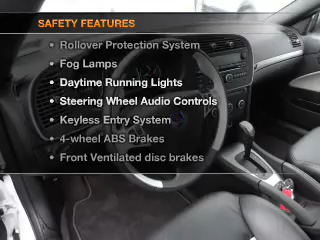 SAFETY FEATURES
• Rollover Protection System
• Fog Lamps
• Daytime Running Lights
• Steering Wheel Audio Controls
• Keyless Entry System
• 4-wheel ABS Brakes
• Front Ventilated disc brakes